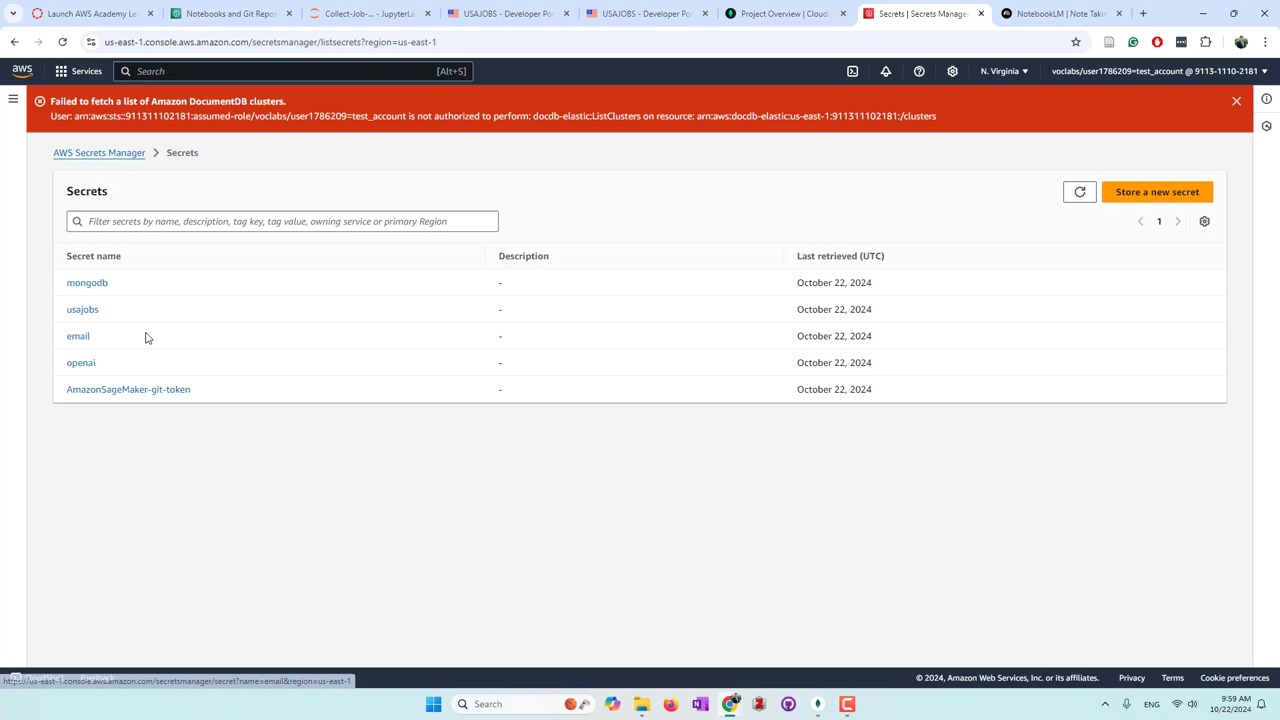 Launch AWS Academy Le
Notebooks and Git Repo
Collect-Job-... - JupyterLa
USAJOBS - Developer Por
USAJOBS - Developer Por
Project Overview | Cloud:
Secrets | Secrets Manager
NotebookLM | Note Takin
us-east-1.console.aws.amazon.com/secretsmanager/listsecrets?region=us-east-1
aws
Services
Search
[Alt+S]
N. Virginia
voclabs/user1786209=test_account @ 9113-1110-2181
Failed to fetch a list of Amazon DocumentDB clusters.
User: arn:aws:sts::911311102181:assumed-role/voclabs/user1786209=test_account is not authorized to perform: docdb-elastic:ListClusters on resource: arn:aws:docdb-elastic:us-east-1:911311102181:/clusters
AWS Secrets Manager
Secrets
Secrets
Store a new secret
Filter secrets by name, description, tag key, tag value, owning service or primary Region
1
Secret name
Description
Last retrieved (UTC)
mongodb
-
October 22, 2024
usajobs
-
October 22, 2024
email
-
October 22, 2024
openai
-
October 22, 2024
AmazonSageMaker-git-token
-
October 22, 2024
https://us-east-1.console.aws.amazon.com/secretsmanager/secret?name=email&region=us-east-1
© 2024, Amazon Web Services, Inc. or its affiliates.
Privacy
Terms
Cookie preferences
Search
ENG
9:59 AM
10/22/2024